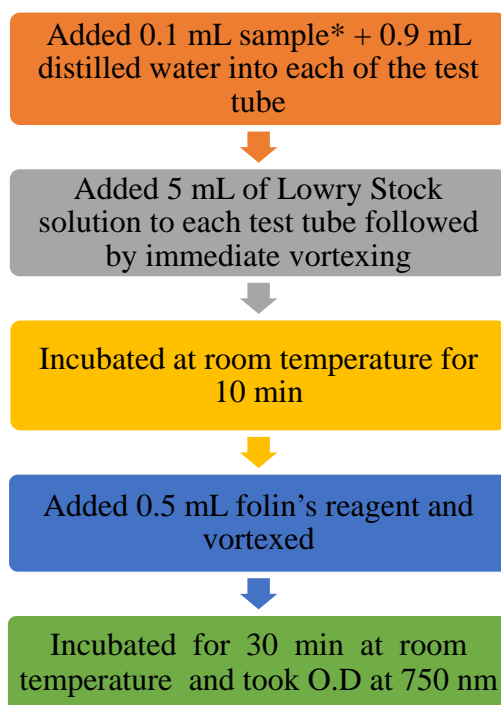 Added 0.1 mL sample* + 0.9 mL
distilled water into each of the test
tube
Added 5 mL of Lowry Stock
solution to each test tube followed
by immediate vortexing
Incubated at room temperature for
10 min
Added 0.5 mL folin’s reagent and
vortexed
Incubated for 30 min at room
temperature and took O.D at 750 nm